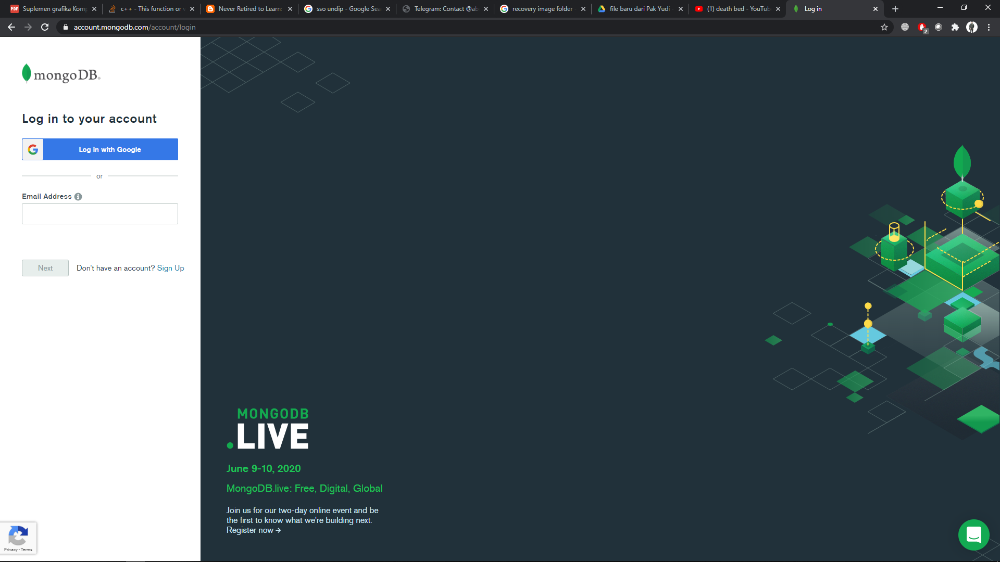 Suplemen grafika Komp
c++ - This function or v
Never Retired to Learn:
sso undip - Google Sea
Telegram: Contact @ab
recovery image folder -
file baru dari Pak Yudi -
(1) death bed - YouTub
Log in
account.mongodb.com/account/login
2
mongoDB®
Log in to your account
Log in with Google
or
Email Address
Next
Don't have an account? Sign Up
MONGODB
.LIVE
June 9-10, 2020
MongoDB.live: Free, Digital, Global
Join us for our two-day online event and be
the first to know what we're building next.
Register now →
Privacy - Terms